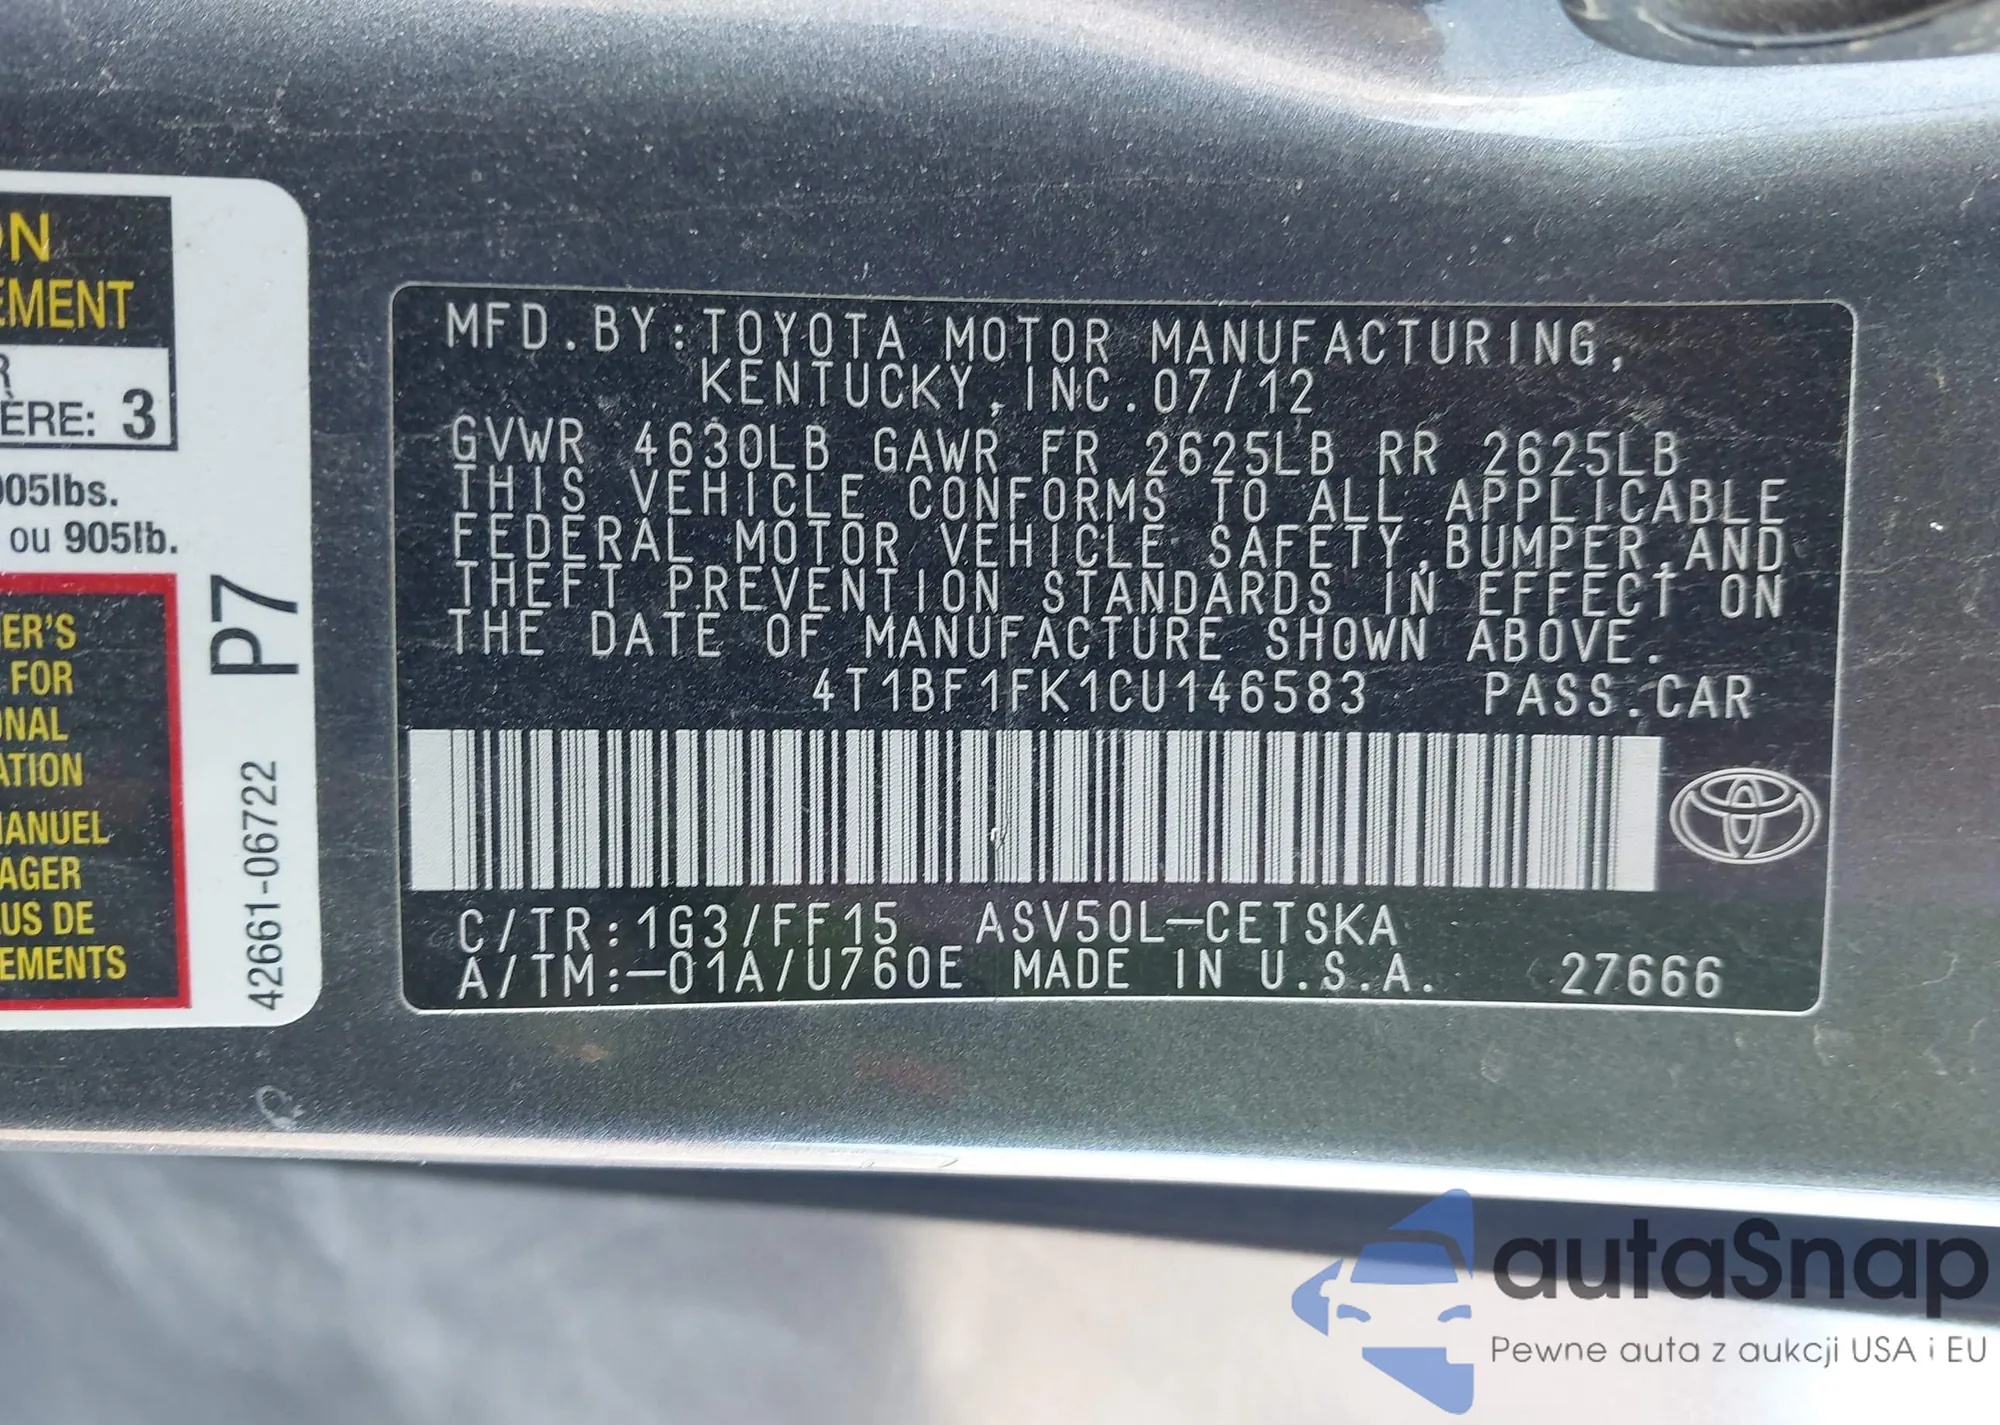 ON
EMENT
R
ÈRE: 3
905lbs.
ou 905lb.
ER'S
FOR
ONAL
ATION
MANUEL
AGER
LUS DE
EMENTS
P7
42661-06722
MFD.BY:TOYOTA MOTOR MANUFACTURING,
KENTUCKY,INC.07/12
GVWR 4630LB GAWR FR 2625LB RR 2625LB
THIS VEHICLE CONFORMS TO ALL APPLICABLE
FEDERAL MOTOR VEHICLE SAFETY,BUMPER,AND
THEFT PREVENTION STANDARDS IN EFFECT ON
THE DATE OF MANUFACTURE SHOWN ABOVE.
4T1BF1FK1CU146583 PASS.CAR
C/TR:1G3/FF15 ASV50L-CETSKA
A/TM:-01A/U760E MADE IN U.S.A. 27666
autaSnap
Pewne auta z aukcji USA i EU